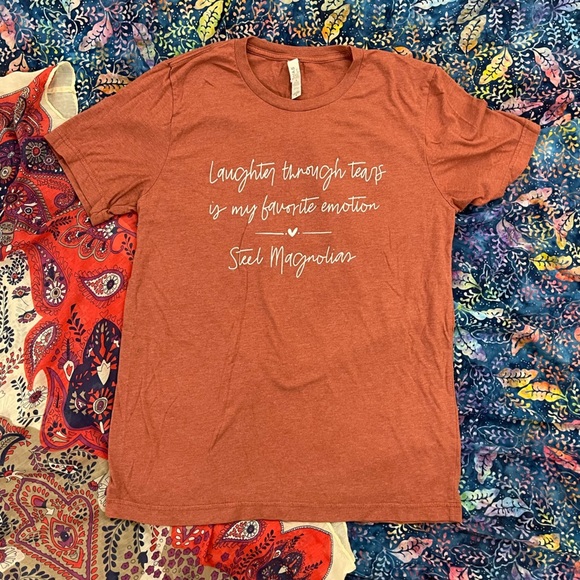 Laughter through tears
is my favorite emotion
Steel Magnolias